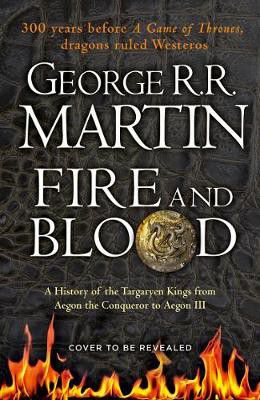 300 years before A Game of Thrones,
dragons ruled Westeros
GEORGE R.R.
MARTIN
FIRE AND
BLOOD
A History of the Targaryen Kings from
Aegon the Conqueror to Aegon III
COVER TO BE REVEALED